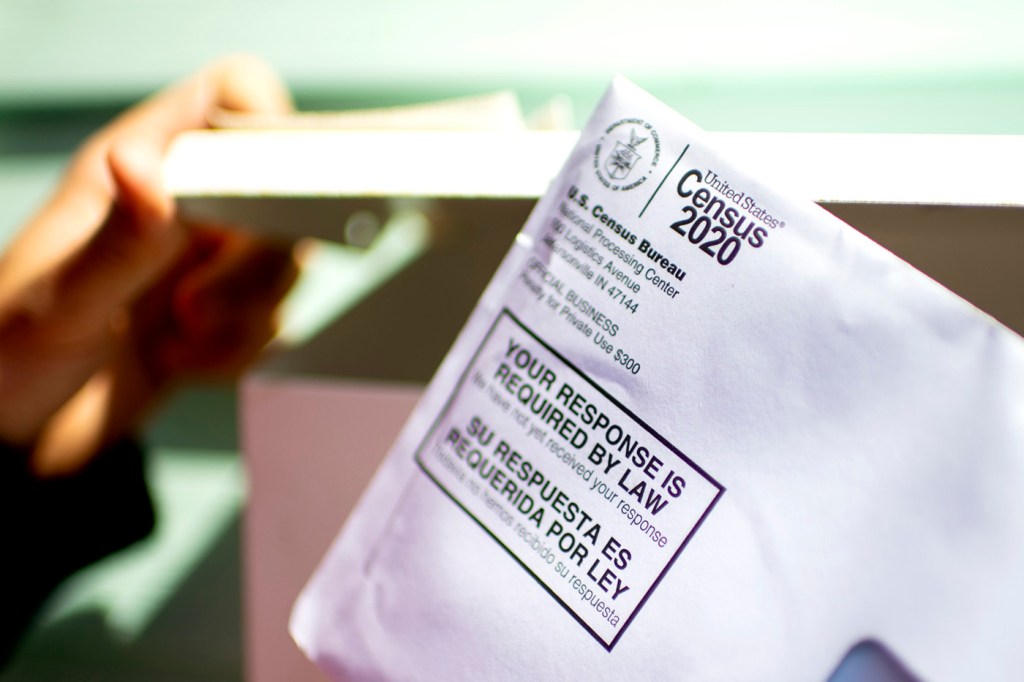 United States®
Census
2020
U.S. Census Bureau
National Processing Center
Logistics Avenue
IN 47144
OFFICIAL BUSINESS
Penalty for Private Use $300
YOUR RESPONSE IS
REQUIRED BY LAW
We have not yet received your response
SU RESPUESTA ES
REQUERIDA POR LEY
no hemos recibido su respuesta